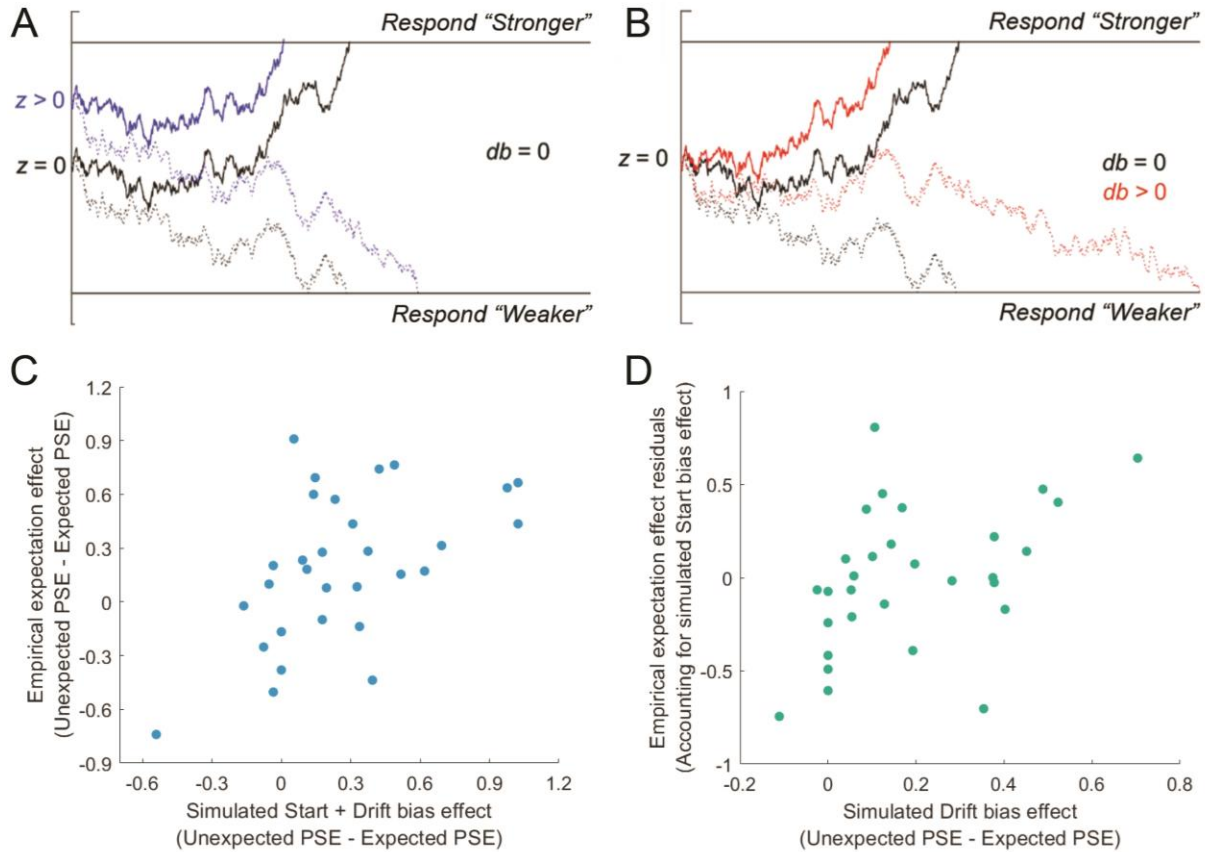 A
Respond “Stronger”
z > 0
z = 0
db = 0
Respond “Weaker”
B
Respond “Stronger”
z = 0
db = 0
db > 0
Respond “Weaker”
C
Empirical expectation effect
(Unexpected PSE - Expected PSE)
1.2
0.9
0.6
0.3
0
-0.3
-0.6
-0.9
-0.6
-0.3
0
0.3
0.6
0.9
1.2
Simulated Start + Drift bias effect
(Unexpected PSE - Expected PSE)
D
Empirical expectation effect residuals
(Accounting for simulated Start bias effect)
1
0.5
0
-0.5
-1
-0.2
0
0.2
0.4
0.6
0.8
Simulated Drift bias effect
(Unexpected PSE - Expected PSE)